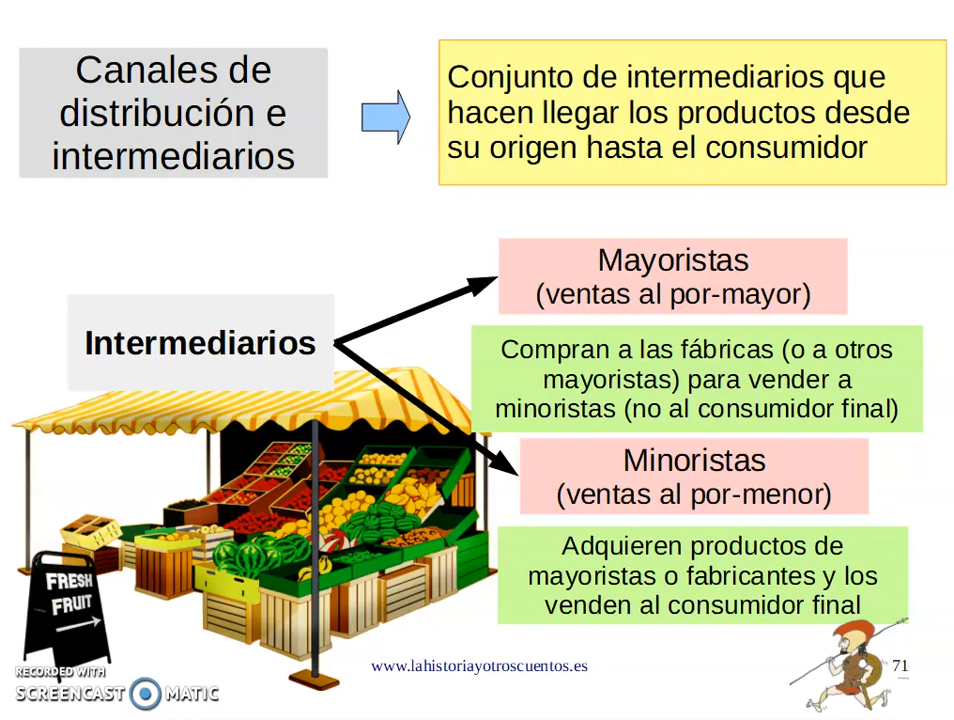 Canales de
distribución e
intermediarios
Conjunto de intermediarios que
hacen llegar los productos desde
su origen hasta el consumidor
Mayoristas
(ventas al por-mayor)
Intermediarios
Compran a las fábricas (o a otros
mayoristas) para vender a
minoristas (no al consumidor final)
Minoristas
(ventas al por-menor)
Adquieren productos de
mayoristas o fabricantes y los
venden al consumidor final
FRESH
FRUIT
www.lahistoriayotroscuentos.es
71
RECORDED WITH
SCREENCAST MATIC